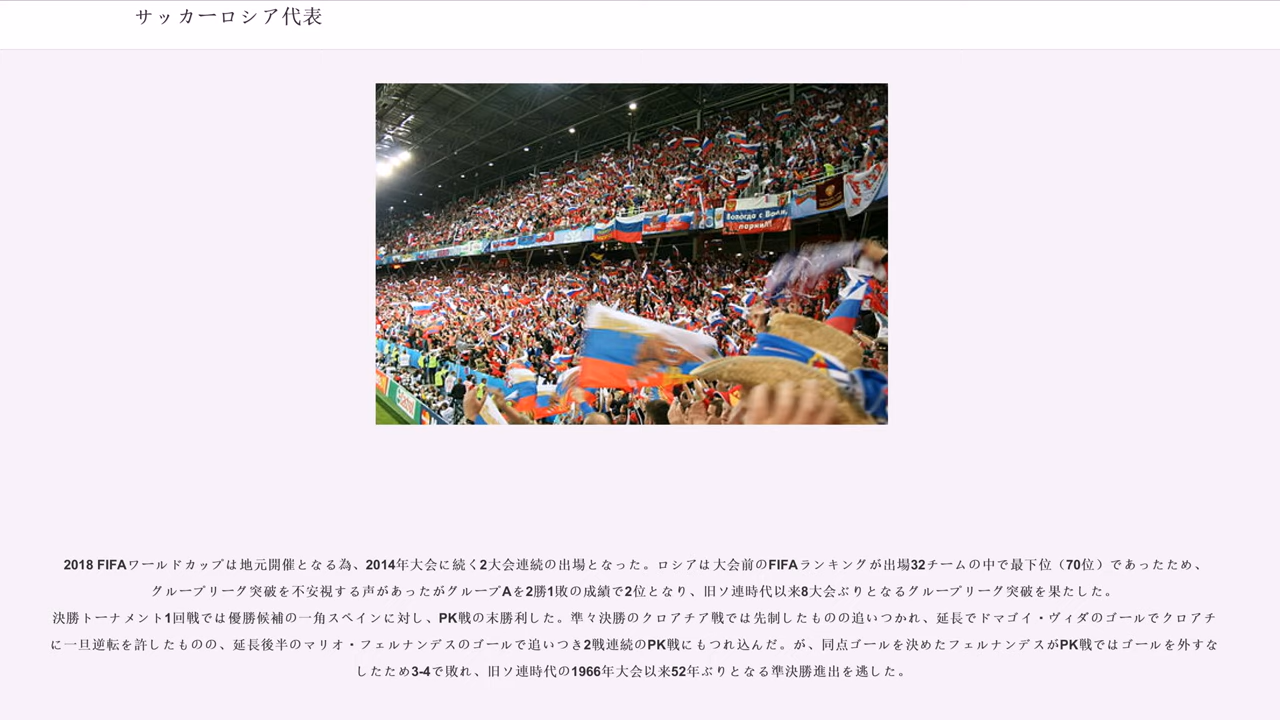 サッカーロシア代表
Вологда с Вами,
парни!
2018 FIFAワールドカップは地元開催となる為、2014年大会に続く2大会連続の出場となった。ロシアは大会前のFIFAランキングが出場32チームの中で最下位（70位）であったため、
グループリーグ突破を不安視する声があったがグループAを2勝1敗の成績で2位となり、旧ソ連時代以来8大会ぶりとなるグループリーグ突破を果たした。
決勝トーナメント1回戦では優勝候補の一角スペインに対し、PK戦の末勝利した。準々決勝のクロアチア戦では先制したものの追いつかれ、延長でドマゴイ・ヴィダのゴールでクロアチ
に一旦逆転を許したものの、延長後半のマリオ・フェルナンデスのゴールで追いつき2戦連続のPK戦にもつれ込んだ。が、同点ゴールを決めたフェルナンデスがPK戦ではゴールを外すな
したため3-4で敗れ、旧ソ連時代の1966年大会以来52年ぶりとなる準決勝進出を逃した。